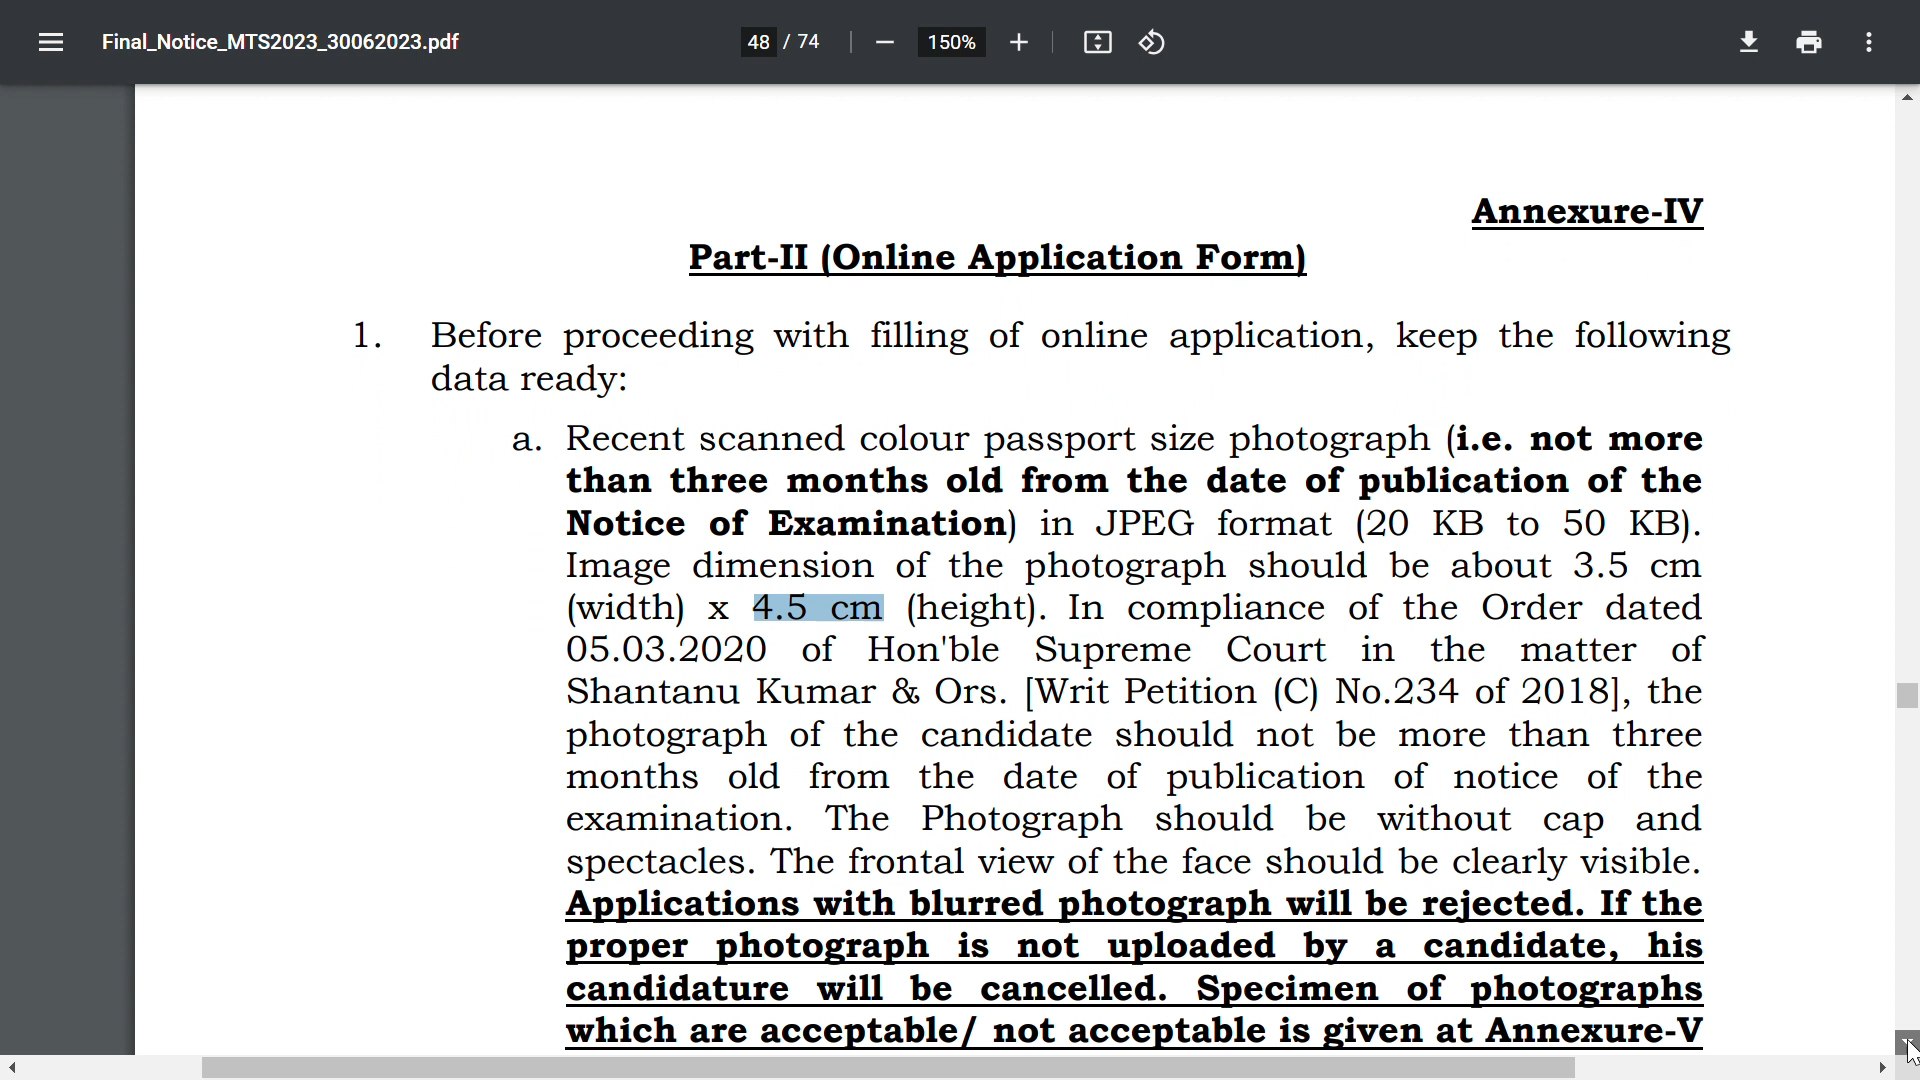 Final_Notice_MTS2023_30062023.pdf
48 / 74
150%
Annexure-IV
Part-II (Online Application Form)
1. Before proceeding with filling of online application, keep the following
data ready:
a. Recent scanned colour passport size photograph (i.e. not more
than three months old from the date of publication of the
Notice of Examination) in JPEG format (20 KB to 50 KB).
Image dimension of the photograph should be about 3.5 cm
(width) x 4.5 cm (height). In compliance of the Order dated
05.03.2020 of Hon'ble Supreme Court in the matter of
Shantanu Kumar & Ors. [Writ Petition (C) No.234 of 2018], the
photograph of the candidate should not be more than three
months old from the date of publication of notice of the
examination. The Photograph should be without cap and
spectacles. The frontal view of the face should be clearly visible.
Applications with blurred photograph will be rejected. If the
proper photograph is not uploaded by a candidate, his
candidature will be cancelled. Specimen of photographs
which are acceptable/ not acceptable is given at Annexure-V